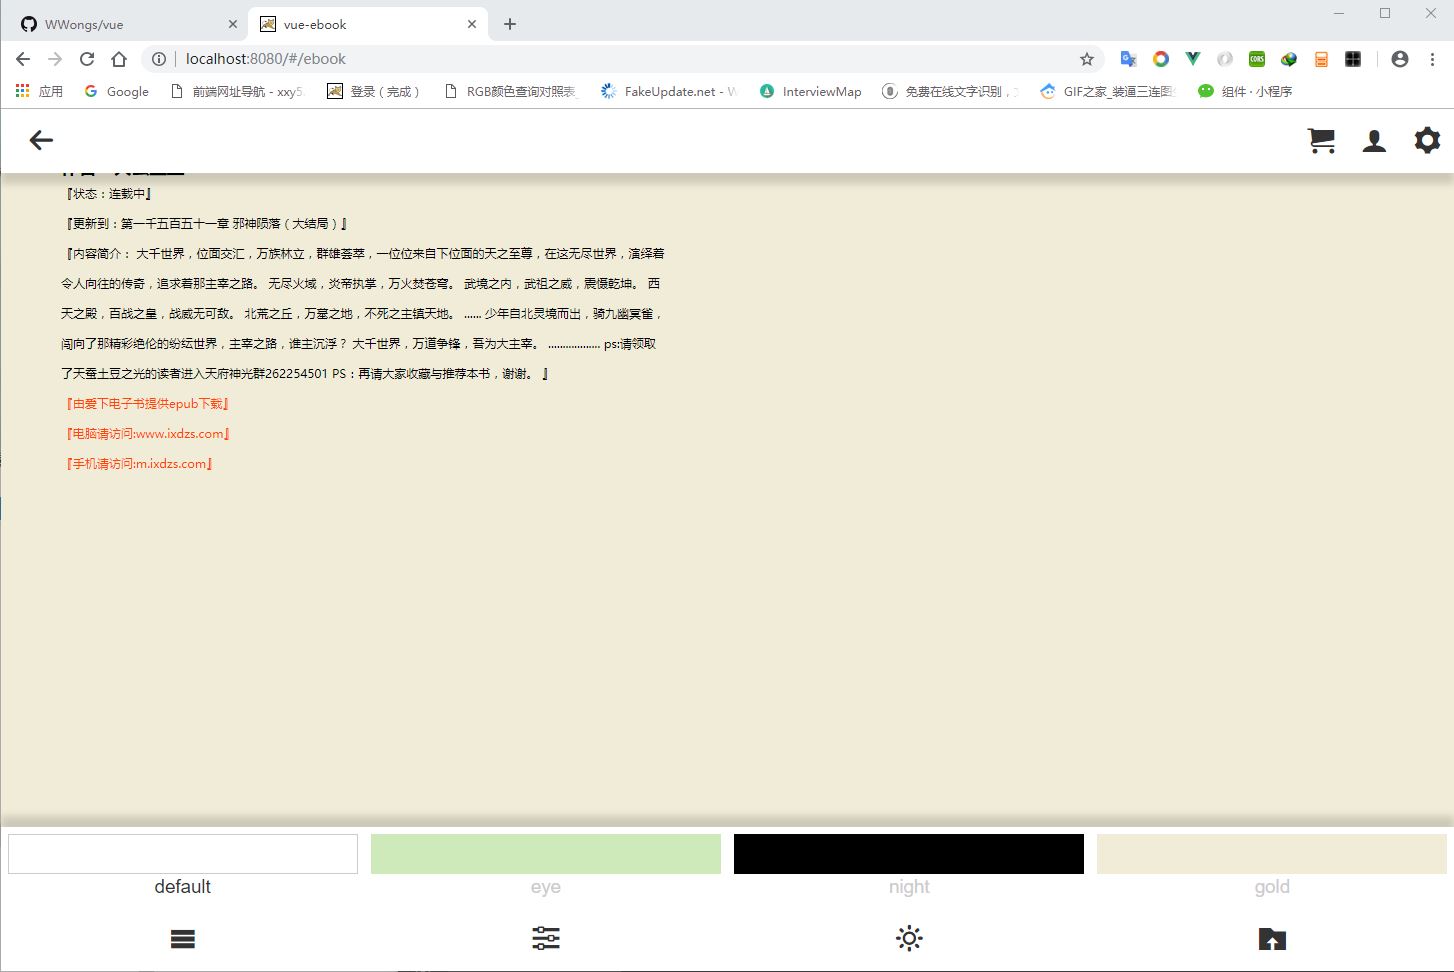 WWongs/vue
vue-ebook
localhost:8080/#/ebook
应用
Google
前端网址导航 - xxy5
登录（完成）
RGB颜色查询对照表
FakeUpdate.net - W
InterviewMap
免费在线文字识别，
GIF之家_装逼三连图
组件 · 小程序
『状态：连载中』
『更新到：第一千五百五十一章 邪神陨落（大结局）』
『内容简介： 大千世界，位面交汇，万族林立，群雄荟萃，一位位来自下位面的天之至尊，在这无尽世界，演绎着
令人向往的传奇，追求着那主宰之路。 无尽火域，炎帝执掌，万火焚苍穹。 武境之内，武祖之威，震慑乾坤。 西
天之殿，百战之皇，战威无可敌。 北荒之丘，万墓之地，不死之主镇天地。 ...... 少年自北灵境而出，骑九幽冥雀，
闯向了那精彩绝伦的纷纭世界，主宰之路，谁主沉浮？ 大千世界，万道争锋，吾为大主宰。 .................. ps:请领取
了天蚕土豆之光的读者进入天府神光群262254501 PS：再请大家收藏与推荐本书，谢谢。 』
『由爱下电子书提供epub下载』
『电脑请访问:www.ixdzs.com』
『手机请访问:m.ixdzs.com』
default
eye
night
gold